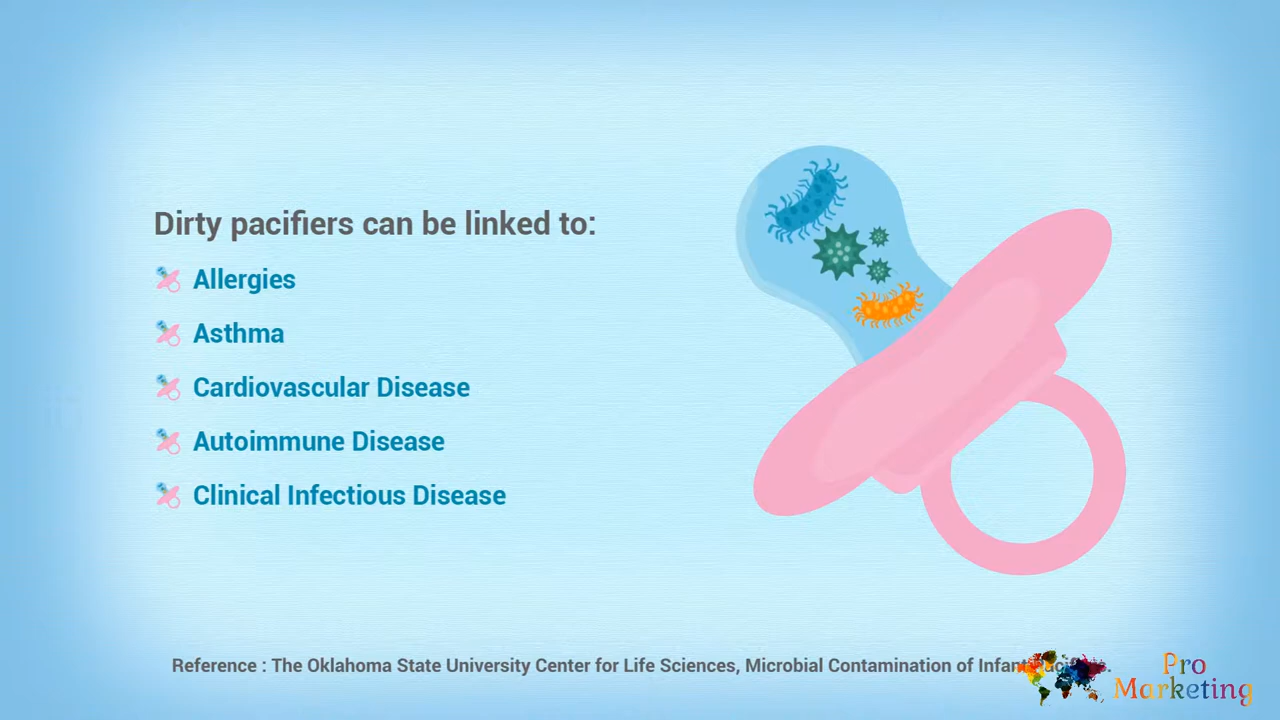 Dirty pacifiers can be linked to:
Allergies
Asthma
Cardiovascular Disease
Autoimmune Disease
Clinical Infectious Disease
Reference : The Oklahoma State University Center for Life Sciences, Microbial Contamination of
Pro
Marketing